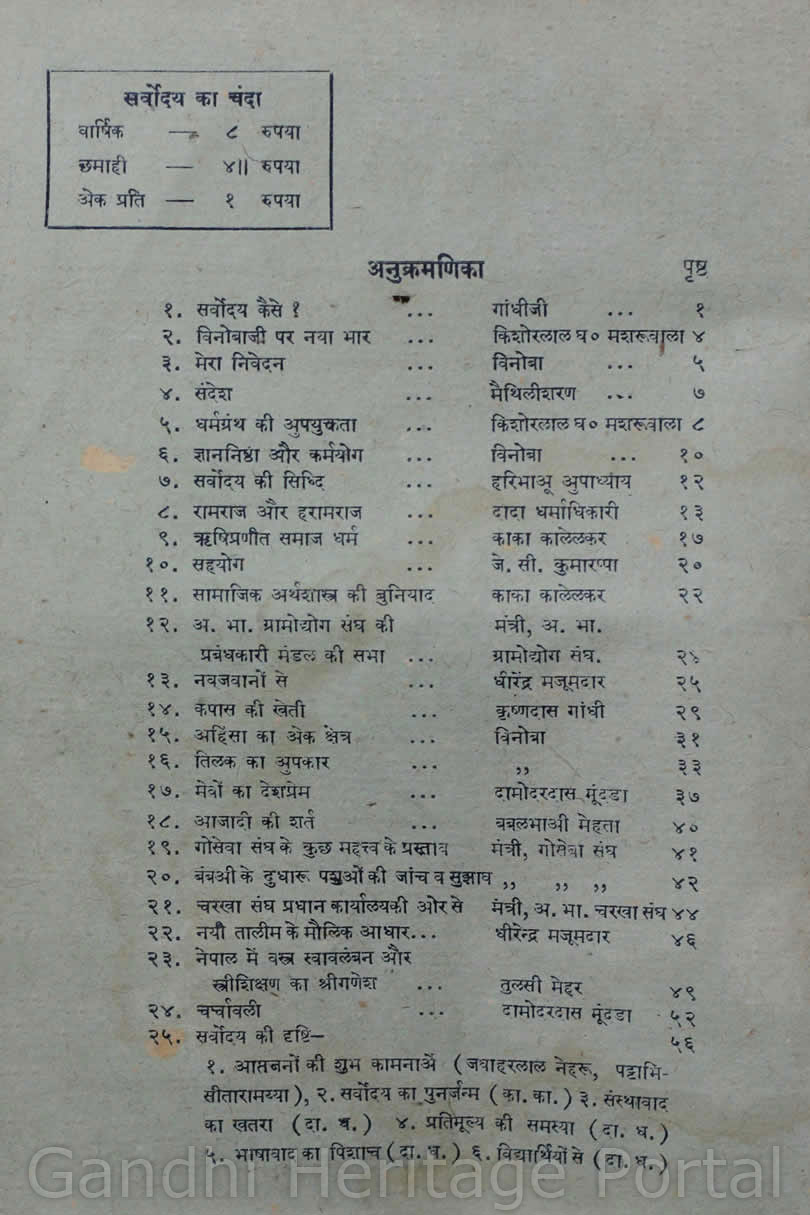 सर्वोदय का चंदा
वार्षिक — ८ रुपया
छमाही — ४॥ रुपया
अेक प्रति — १ रुपया
अनुक्रमणिका पृष्ठ
१. सर्वोदय कैसे ? ... गांधीजी ... १
२. विनोबाजी पर नया भार ... किशोरलाल घ० मशरूवाला ४
३. मेरा निवेदन ... विनोबा ... ५
४. संदेश ... मैथिलीशरण ... ७
५. धर्मग्रंथ की अुपयुक्तता ... किशोरलाल घ० मशरूवाला ८
६. ज्ञाननिष्ठा और कर्मयोग ... विनोबा ... १०
७. सर्वोदय की सिध्दि ... हरिभाअू अुपाध्याय १२
८. रामराज और हरामराज ... दादा धर्माधिकारी १३
९. ऋषिप्रणीत समाज धर्म ... काका कालेलकर १७
१०. सहयोग ... जे. सी. कुमारप्पा २०
११. सामाजिक अर्थशास्त्र की बुनियाद काका कालेलकर २२
१२. अ. भा. ग्रामोद्योग संघ की मंत्री, अ. भा.
प्रबंधकारी मंडल की सभा ... ग्रामोद्योग संघ. २४
१३. नवजवानों से ... धीरेंद्र मजूमदार २५
१४. कपास की खेती ... कृष्णदास गांधी २९
१५. अहिंसा का अेक क्षेत्र ... विनोबा ३१
१६. तिलक का अुपकार ... ,, ३३
१७. मेवों का देशप्रेम ... दामोदरदास मूंदडा ३७
१८. आजादी की शर्त ... बबलभाअी मेहता ४०
१९. गोसेवा संघ के कुछ महत्त्व के प्रस्ताव मंत्री, गोसेवा संघ ४१
२०. बंबअी के दुधारू पशुओं की जांच व सुझाव ,, ,, ,, ४२
२१. चरखा संघ प्रधान कार्यालयकी ओर से मंत्री, अ. भा. चरखा संघ ४४
२२. नयी तालीम के मौलिक आधार... धीरेन्द्र मजूमदार ४६
२३. नेपाल में वस्त्र स्वावलंबन और
स्त्रीशिक्षण का श्रीगणेश ... तुलसी मेहर ४९
२४. चर्चावली ... दामोदरदास मूंदडा ५२
२५. सर्वोदय की दृष्टि– ५६
१. आप्तजनों की शुभ कामनाअें (जवाहरलाल नेहरू, पट्टाभि-
सीतारामय्या), २. सर्वोदय का पुनर्जन्म (का. का.) ३. संस्थावाद
का खतरा (दा. ध.) ४. प्रतिमूल्य की समस्या (दा. ध.)
५. भाषावाद का पिशाच (दा. ध.) ६. विद्यार्थियों से (दा. ध.)
Gandhi Heritage Portal